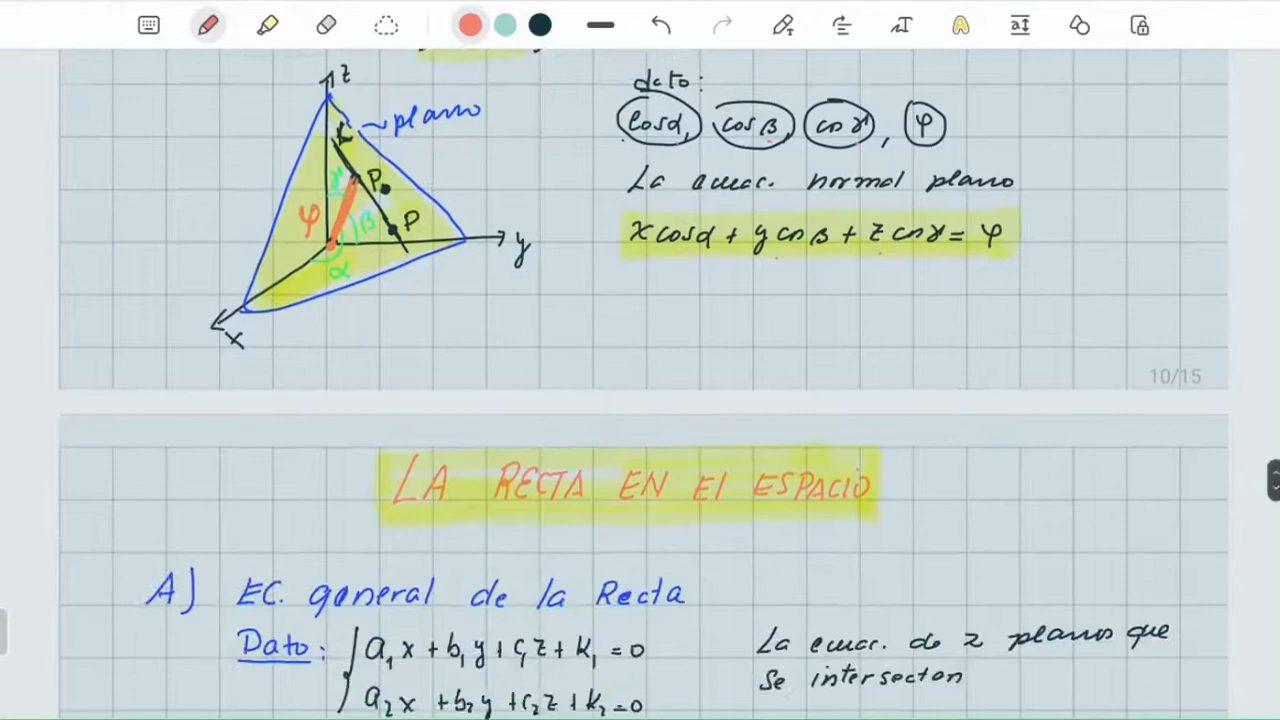 z
~plano
K
γ P₀
φ β P
α
y
x
dato:
cosα, cosβ cosγ, φ
La ecuac. normal plano
x cosα + y cosβ + z cosγ = φ
10/15
LA RECTA EN El ESPACIO
A) EC. general de la Recta
Dato: { a₁x + b₁y + c₁z + k₁ = 0
a₂x + b₂y + c₂z + k₂ = 0
La ecuac. de 2 planos que
se intersectan